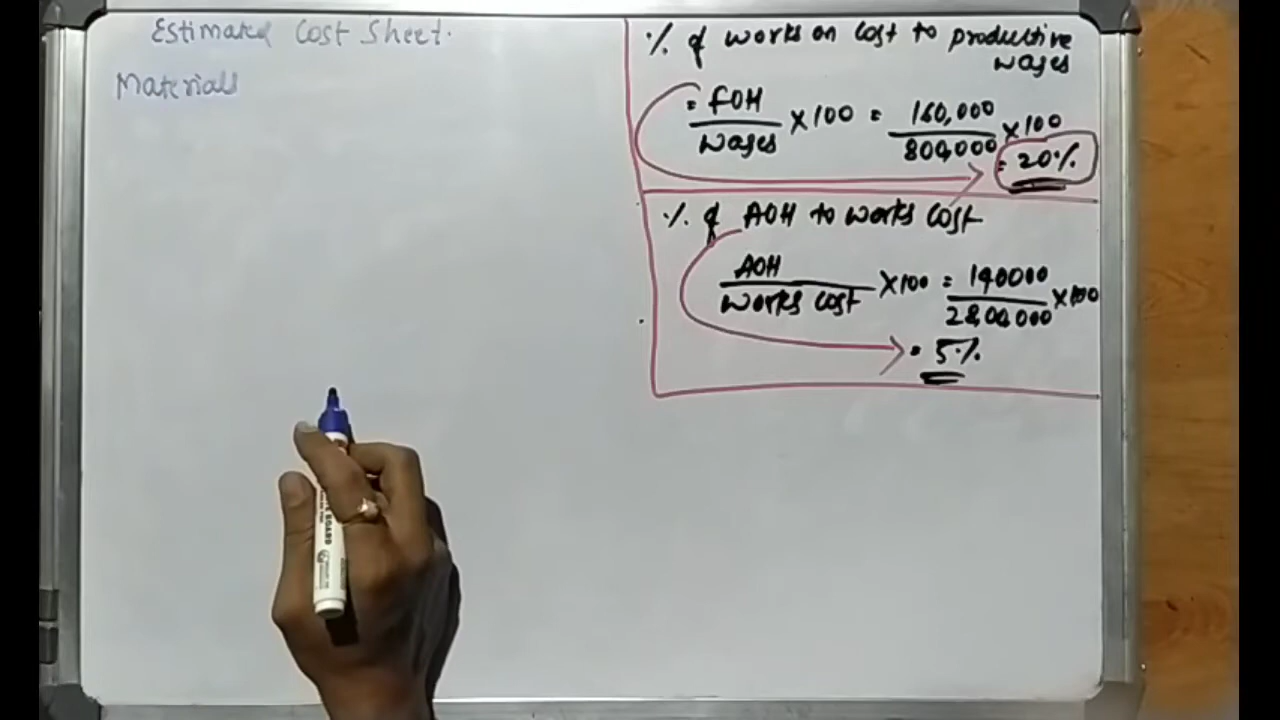 Estimated Cost Sheet.
Materials
% of works on cost to productive
wages
= FOH / wages × 100 = 160,000 / 800,000 × 100
= 20%
% of AOH to works cost
AOH / works cost × 100 = 140000 / 28,00,000 × 100
= 5%